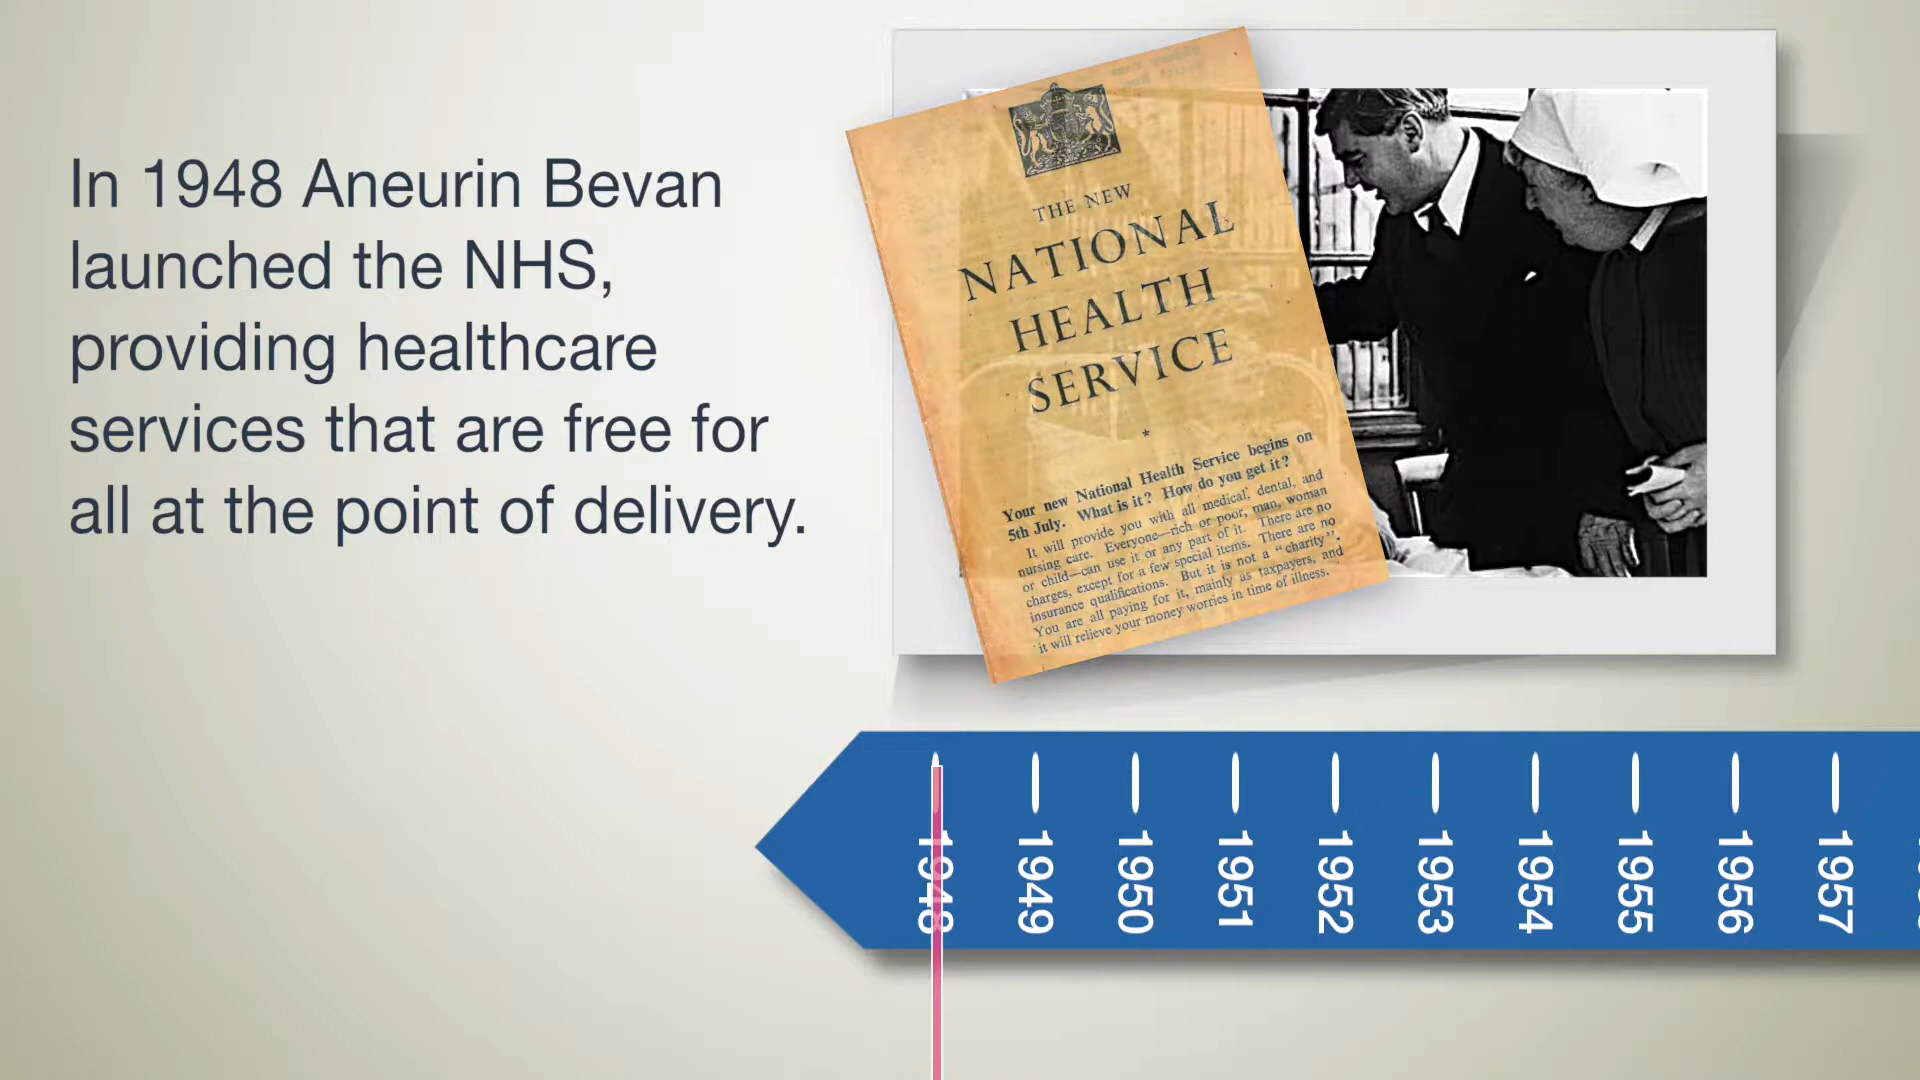 In 1948 Aneurin Bevan
launched the NHS,
providing healthcare
services that are free for
all at the point of delivery.
THE NEW
NATIONAL
HEALTH
SERVICE
*
Your new National Health Service begins on
5th July. What is it? How do you get it?
It will provide you with all medical, dental, and
nursing care. Everyone—rich or poor, man, woman
or child—can use it or any part of it. There are no
charges, except for a few special items. There are no
insurance qualifications. But it is not a "charity".
You are all paying for it, mainly as taxpayers, and
it will relieve your money worries in time of illness.
1948
1949
1950
1951
1952
1953
1954
1955
1956
1957